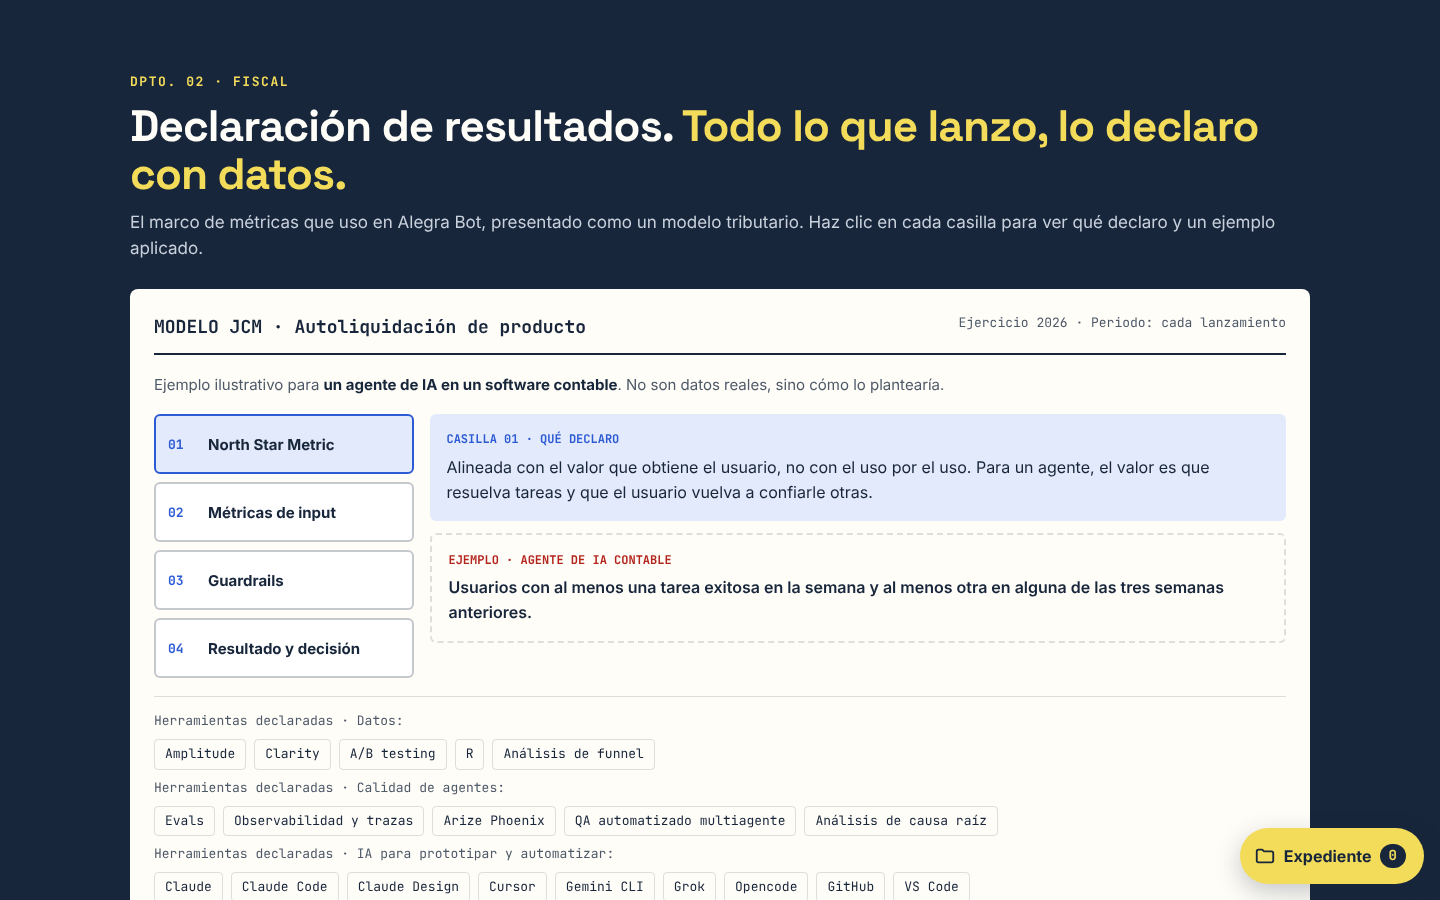 DPTO. 02 · FISCAL
Declaración de resultados. Todo lo que lanzo, lo declaro
con datos.
El marco de métricas que uso en Alegra Bot, presentado como un modelo tributario. Haz clic en cada casilla para ver qué declaro y un ejemplo
aplicado.
MODELO JCM · Autoliquidación de producto
Ejercicio 2026 · Periodo: cada lanzamiento
Ejemplo ilustrativo para un agente de IA en un software contable. No son datos reales, sino cómo lo plantearía.
01 North Star Metric
02 Métricas de input
03 Guardrails
04 Resultado y decisión
CASILLA 01 · QUÉ DECLARO
Alineada con el valor que obtiene el usuario, no con el uso por el uso. Para un agente, el valor es que
resuelva tareas y que el usuario vuelva a confiarle otras.
EJEMPLO · AGENTE DE IA CONTABLE
Usuarios con al menos una tarea exitosa en la semana y al menos otra en alguna de las tres semanas
anteriores.
Herramientas declaradas · Datos:
Amplitude Clarity A/B testing R Análisis de funnel
Herramientas declaradas · Calidad de agentes:
Evals Observabilidad y trazas Arize Phoenix QA automatizado multiagente Análisis de causa raíz
Herramientas declaradas · IA para prototipar y automatizar:
Claude Claude Code Claude Design Cursor Gemini CLI Grok Opencode GitHub VS Code
Expediente 0